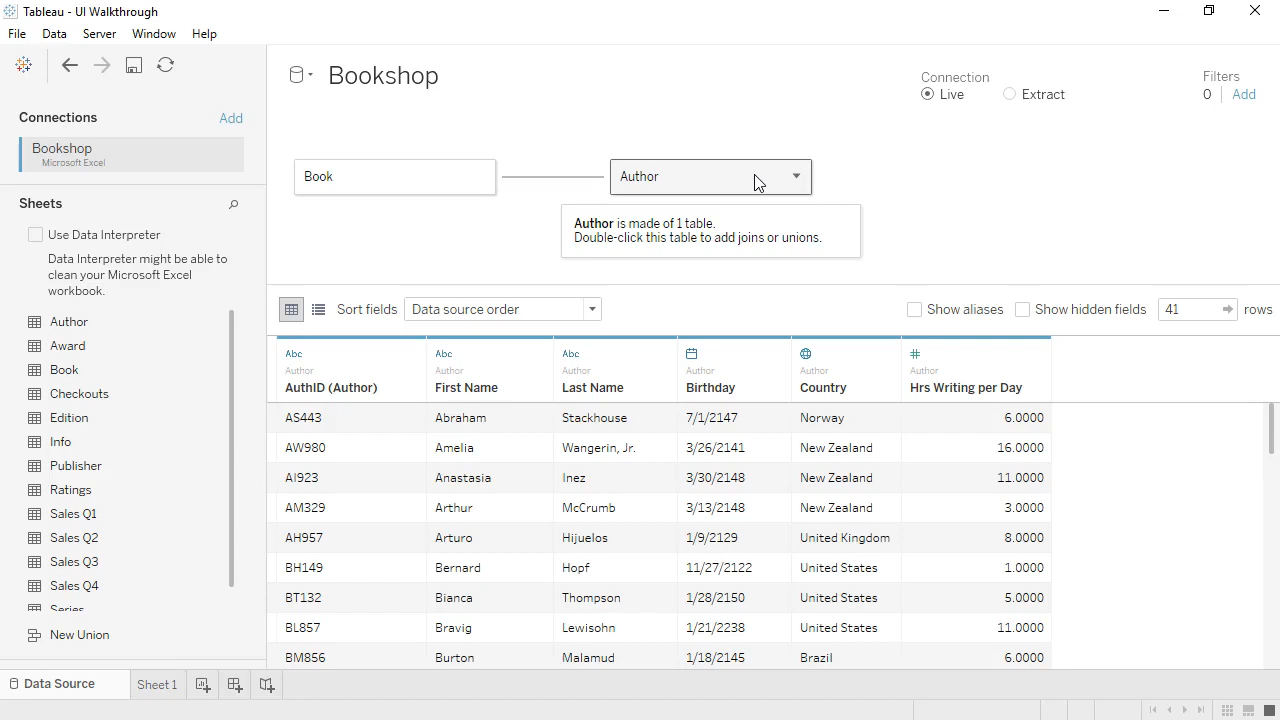 Tableau - UI Walkthrough
File Data Server Window Help
Connections Add
Bookshop
Microsoft Excel
Sheets
Use Data Interpreter
Data Interpreter might be able to
clean your Microsoft Excel
workbook.
Author
Award
Book
Checkouts
Edition
Info
Publisher
Ratings
Sales Q1
Sales Q2
Sales Q3
Sales Q4
Series
New Union
Bookshop
Connection
Live Extract
Filters
0 Add
Book
Author
Author is made of 1 table.
Double-click this table to add joins or unions.
Sort fields Data source order Show aliases Show hidden fields 41 rows
Abc Abc Abc #
Author Author Author Author Author Author
AuthID (Author) First Name Last Name Birthday Country Hrs Writing per Day
AS443 Abraham Stackhouse 7/1/2147 Norway 6.0000
AW980 Amelia Wangerin, Jr. 3/26/2141 New Zealand 16.0000
AI923 Anastasia Inez 3/30/2148 New Zealand 11.0000
AM329 Arthur McCrumb 3/13/2148 New Zealand 3.0000
AH957 Arturo Hijuelos 1/9/2129 United Kingdom 8.0000
BH149 Bernard Hopf 11/27/2122 United States 1.0000
BT132 Bianca Thompson 1/28/2150 United States 5.0000
BL857 Bravig Lewisohn 1/21/2238 United States 11.0000
BM856 Burton Malamud 1/18/2145 Brazil 6.0000
Data Source Sheet 1